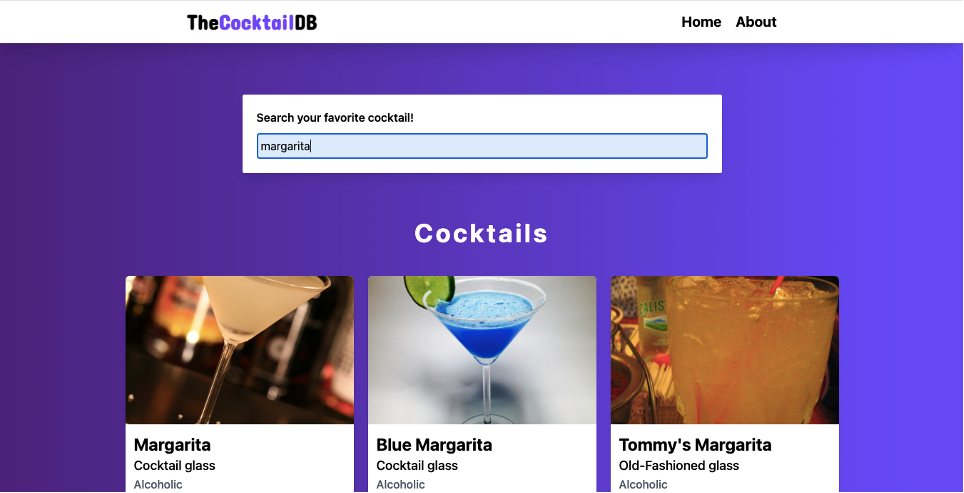 TheCocktailDB
Home About
Search your favorite cocktail!
margarita
Cocktails
Margarita
Cocktail glass
Alcoholic
Blue Margarita
Cocktail glass
Alcoholic
Tommy's Margarita
Old-Fashioned glass
Alcoholic